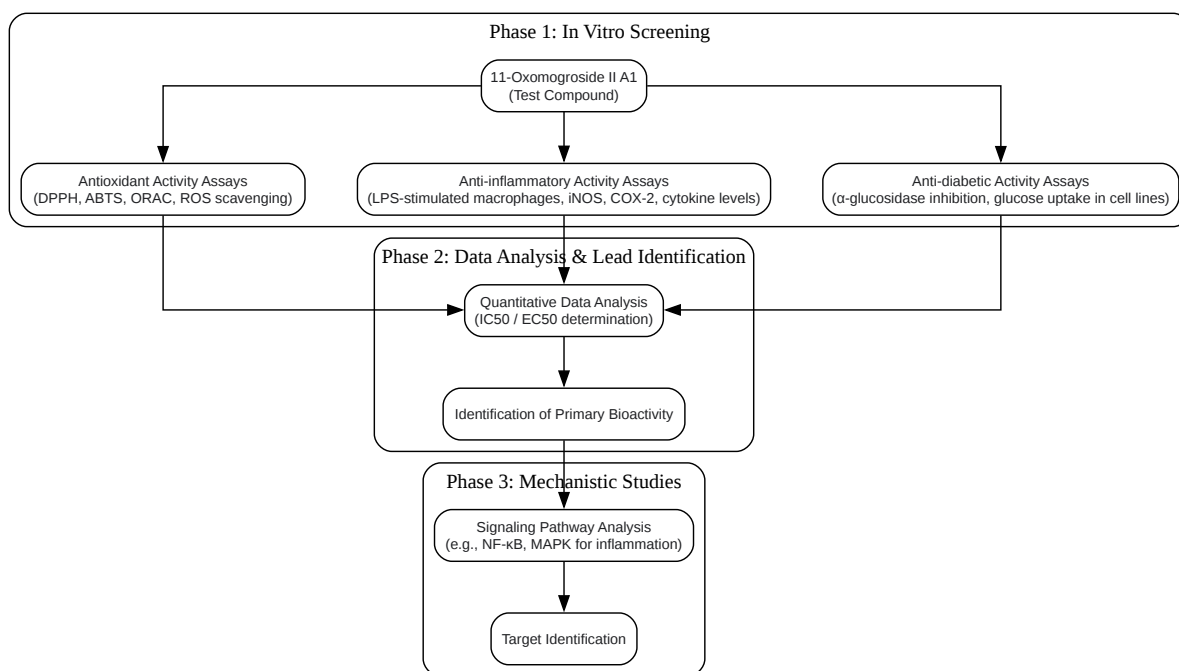 Phase 1: In Vitro Screening
11-Oxomogroside II A1
(Test Compound)
Antioxidant Activity Assays
(DPPH, ABTS, ORAC, ROS scavenging)
Anti-inflammatory Activity Assays
(LPS-stimulated macrophages, iNOS, COX-2, cytokine levels)
Anti-diabetic Activity Assays
(α-glucosidase inhibition, glucose uptake in cell lines)
Phase 2: Data Analysis & Lead Identification
Quantitative Data Analysis
(IC50 / EC50 determination)
Identification of Primary Bioactivity
Phase 3: Mechanistic Studies
Signaling Pathway Analysis
(e.g., NF-κB, MAPK for inflammation)
Target Identification